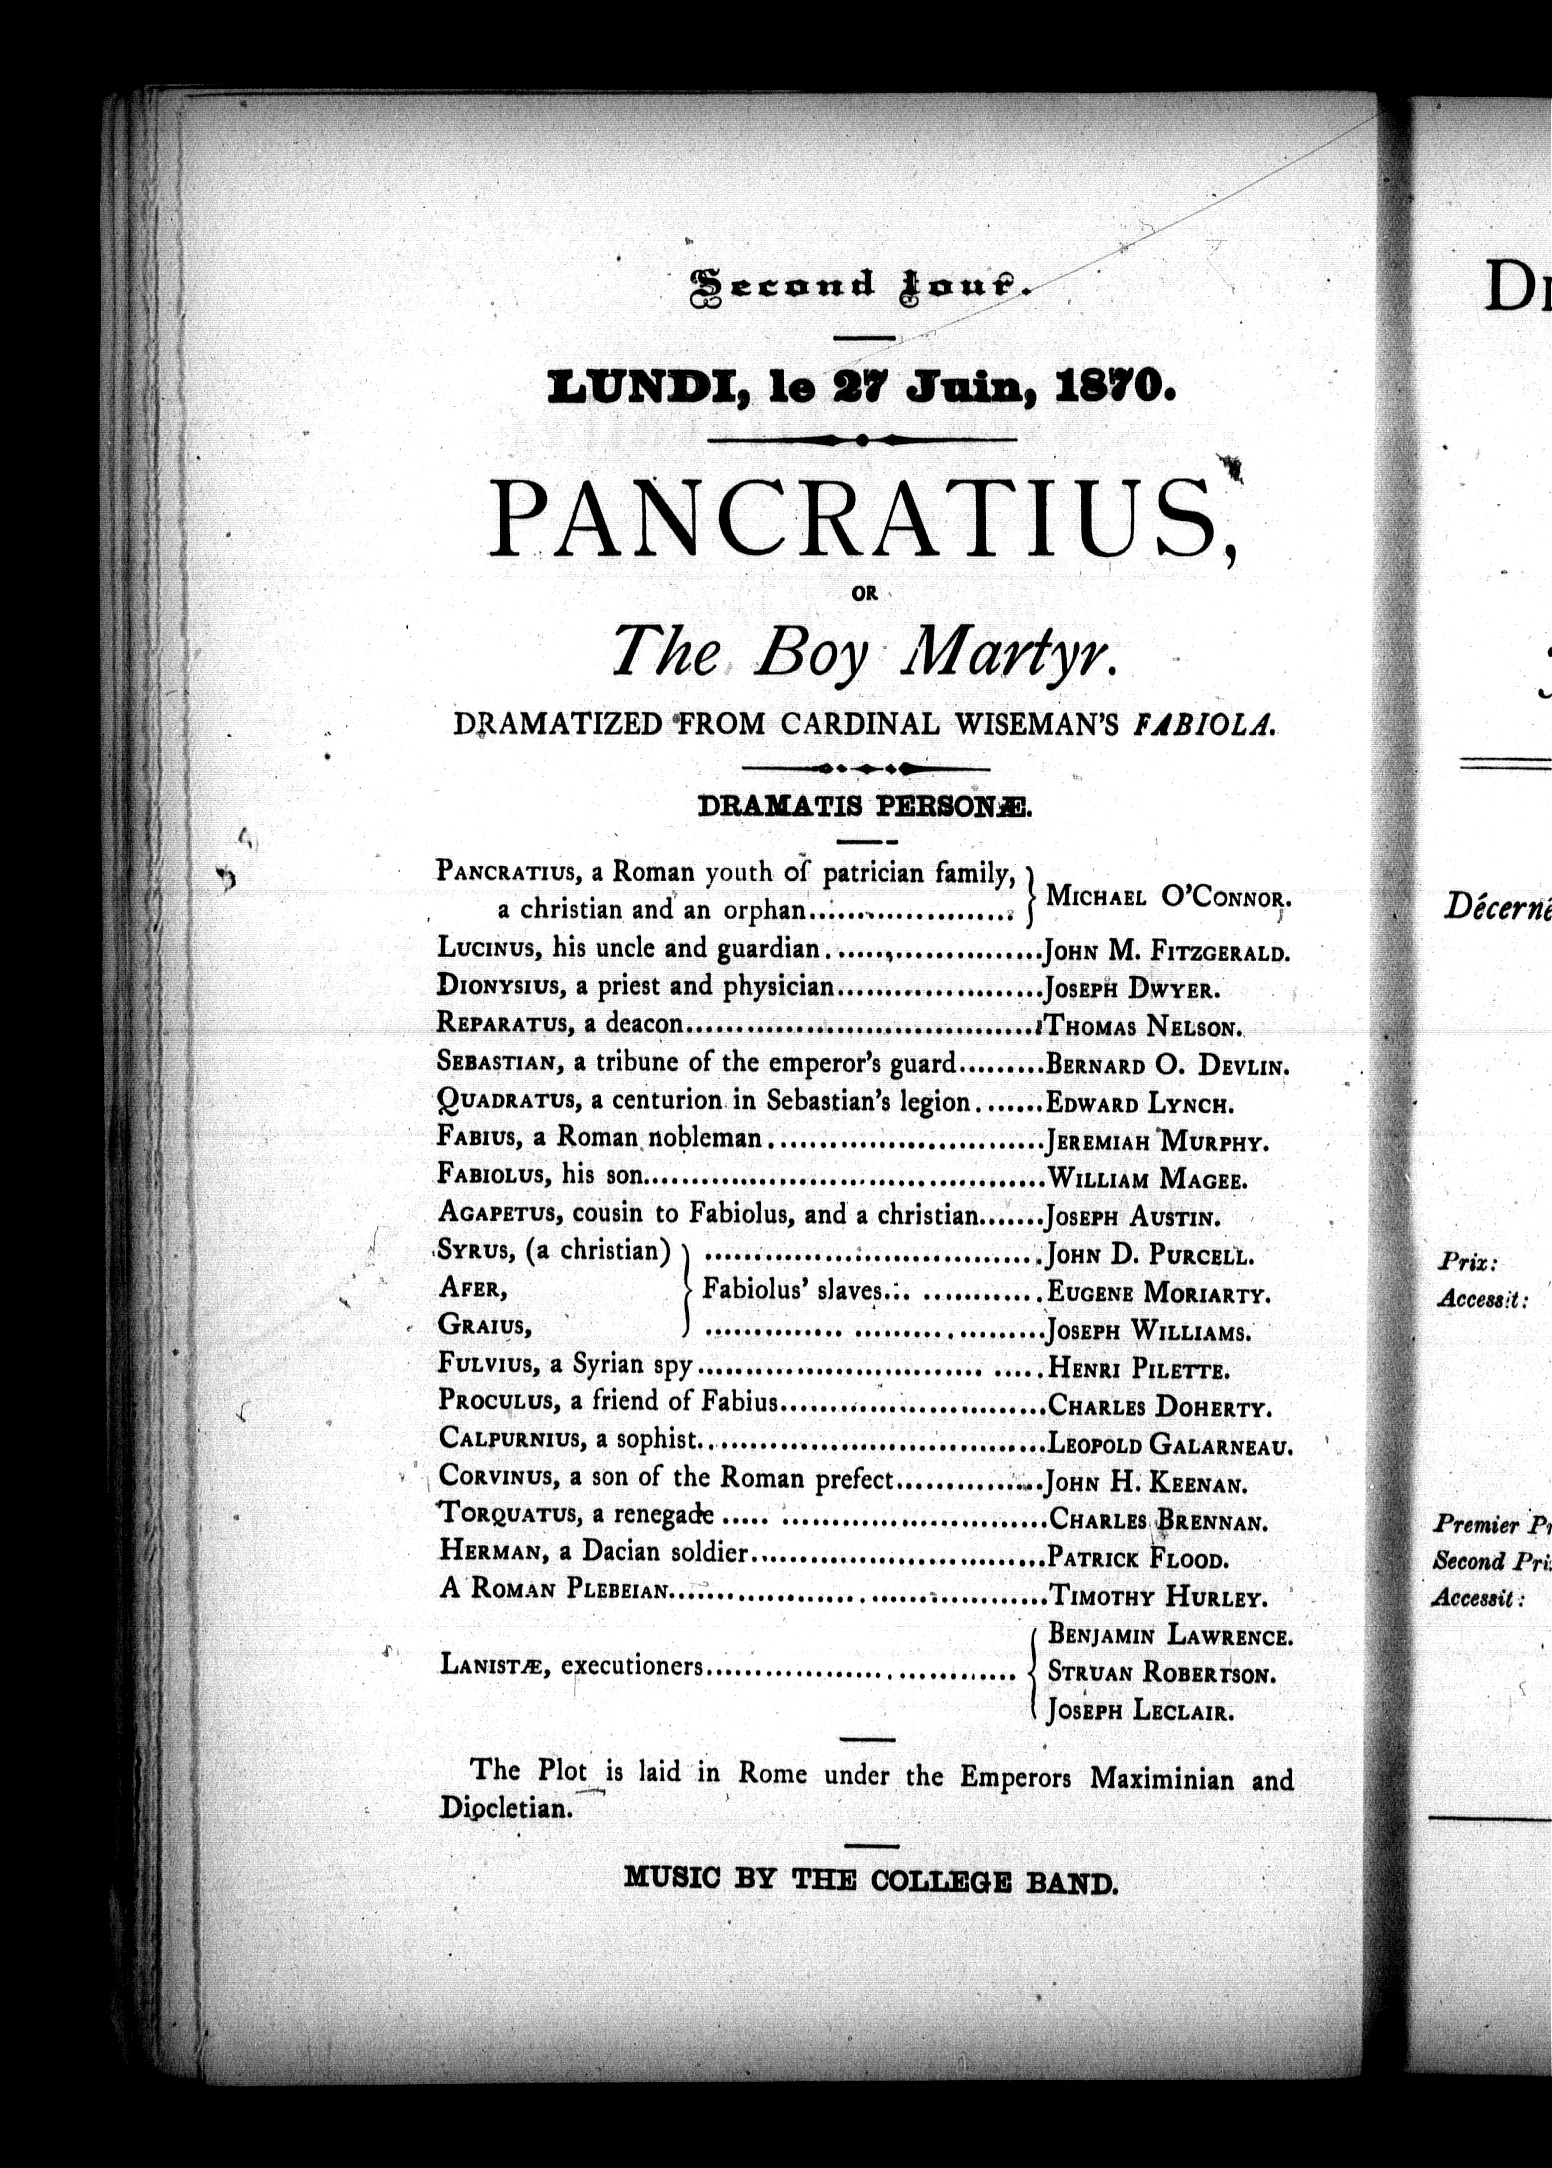 Second Jour.
LUNDI, le 27 Juin, 1870.
PANCRATIUS,
OR
The Boy Martyr.
DRAMATIZED FROM CARDINAL WISEMAN'S FABIOLA.
DRAMATIS PERSONÆ.
PANCRATIUS, a Roman youth of patrician family,
a christian and an orphan.................... MICHAEL O'CONNOR.
LUCINUS, his uncle and guardian.....................JOHN M. FITZGERALD.
DIONYSIUS, a priest and physician.....................JOSEPH DWYER.
REPARATUS, a deacon...................................THOMAS NELSON.
SEBASTIAN, a tribune of the emperor's guard.........BERNARD O. DEVLIN.
QUADRATUS, a centurion in Sebastian's legion.......EDWARD LYNCH.
FABIUS, a Roman nobleman............................JEREMIAH MURPHY.
FABIOLUS, his son.........................................WILLIAM MAGEE.
AGAPETUS, cousin to Fabiolus, and a christian.......JOSEPH AUSTIN.
SYRUS, (a christian) ..................................JOHN D. PURCELL.
AFER, Fabiolus' slaves... ............EUGENE MORIARTY.
GRAIUS, .............. .......... .........JOSEPH WILLIAMS.
FULVIUS, a Syrian spy............................. .....HENRI PILETTE.
PROCULUS, a friend of Fabius...........................CHARLES DOHERTY.
CALPURNIUS, a sophist...................................LEOPOLD GALARNEAU.
CORVINUS, a son of the Roman prefect...............JOHN H. KEENAN.
TORQUATUS, a renegade ..... ...........................CHARLES BRENNAN.
HERMAN, a Dacian soldier..............................PATRICK FLOOD.
A ROMAN PLEBEIAN......................................TIMOTHY HURLEY.
BENJAMIN LAWRENCE.
LANISTÆ, executioners............................... STRUAN ROBERTSON.
JOSEPH LECLAIR.
The Plot is laid in Rome under the Emperors Maximinian and
Diocletian.
MUSIC BY THE COLLEGE BAND.
Décerné
Prix:
Accessit:
Premier
Second
Accessit: